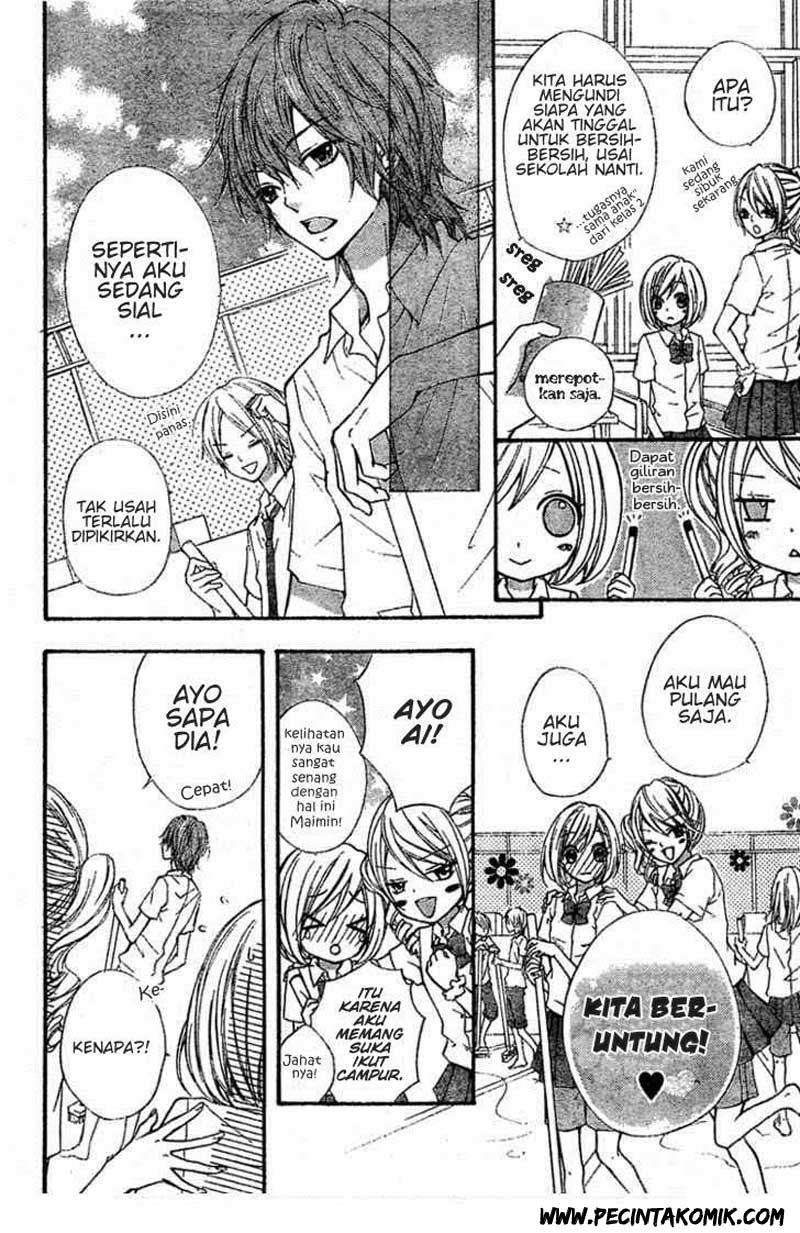 APA
ITU?
KITA HARUS
MENGUNDI
SIAPA YANG
AKAN TINGGAL
UNTUK BERSIH-
BERSIH, USAI
SEKOLAH NANTI.
☆ ...tugasnya
sama anak"
dari kelas 2
kami
sedang
sibuk
sekarang
sreg
sreg
merepot-
kan saja.
Dapat
giliran
bersih-
bersih.
SEPERTI-
NYA AKU
SEDANG
SIAL
...
Disini
panas.
TAK USAH
TERLALU
DIPIKIRKAN.
AKU MAU
PULANG
SAJA.
AKU
JUGA
...
KITA BER-
UNTUNG!
♥
AYO
AI!
kelihatan
nya kau
sangat
senang
dengan
hal ini
Maimin!
ITU
KARENA
AKU
MEMANG
SUKA
IKUT
CAMPUR.
Jahat
nya!
AYO
SAPA
DIA!
Cepat!
Ke-
KENAPA?!
WWW.PECINTAKOMIK.COM